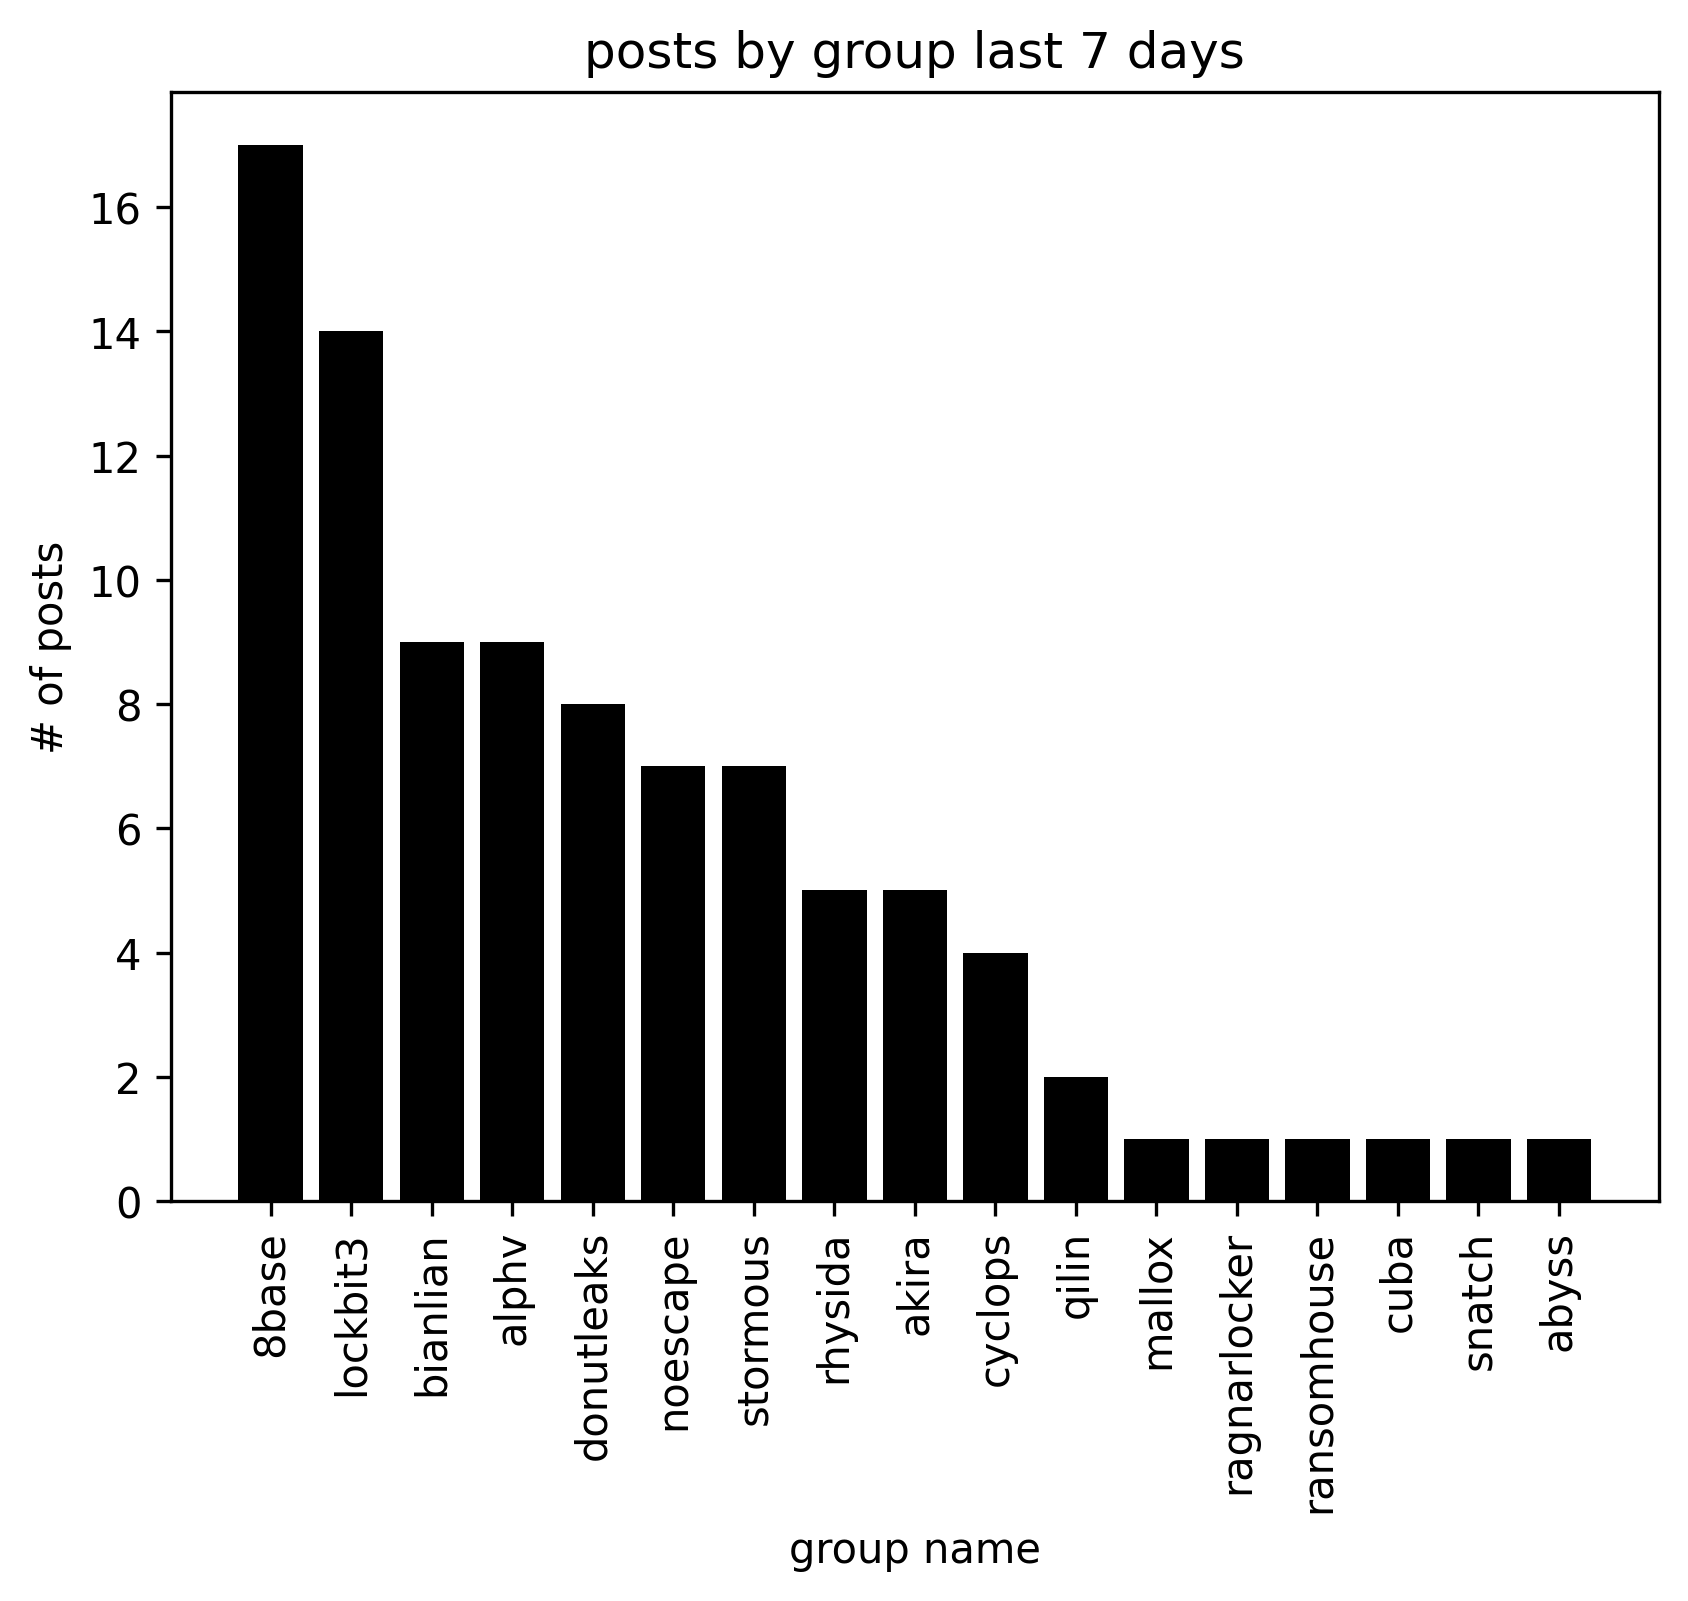 posts by group last 7 days
# of posts
16
14
12
10
8
6
4
2
0
8base
lockbit3
bianlian
alphv
donutleaks
noescape
stormous
rhysida
akira
cyclops
qilin
mallox
ragnarlocker
ransomhouse
cuba
snatch
abyss
group name